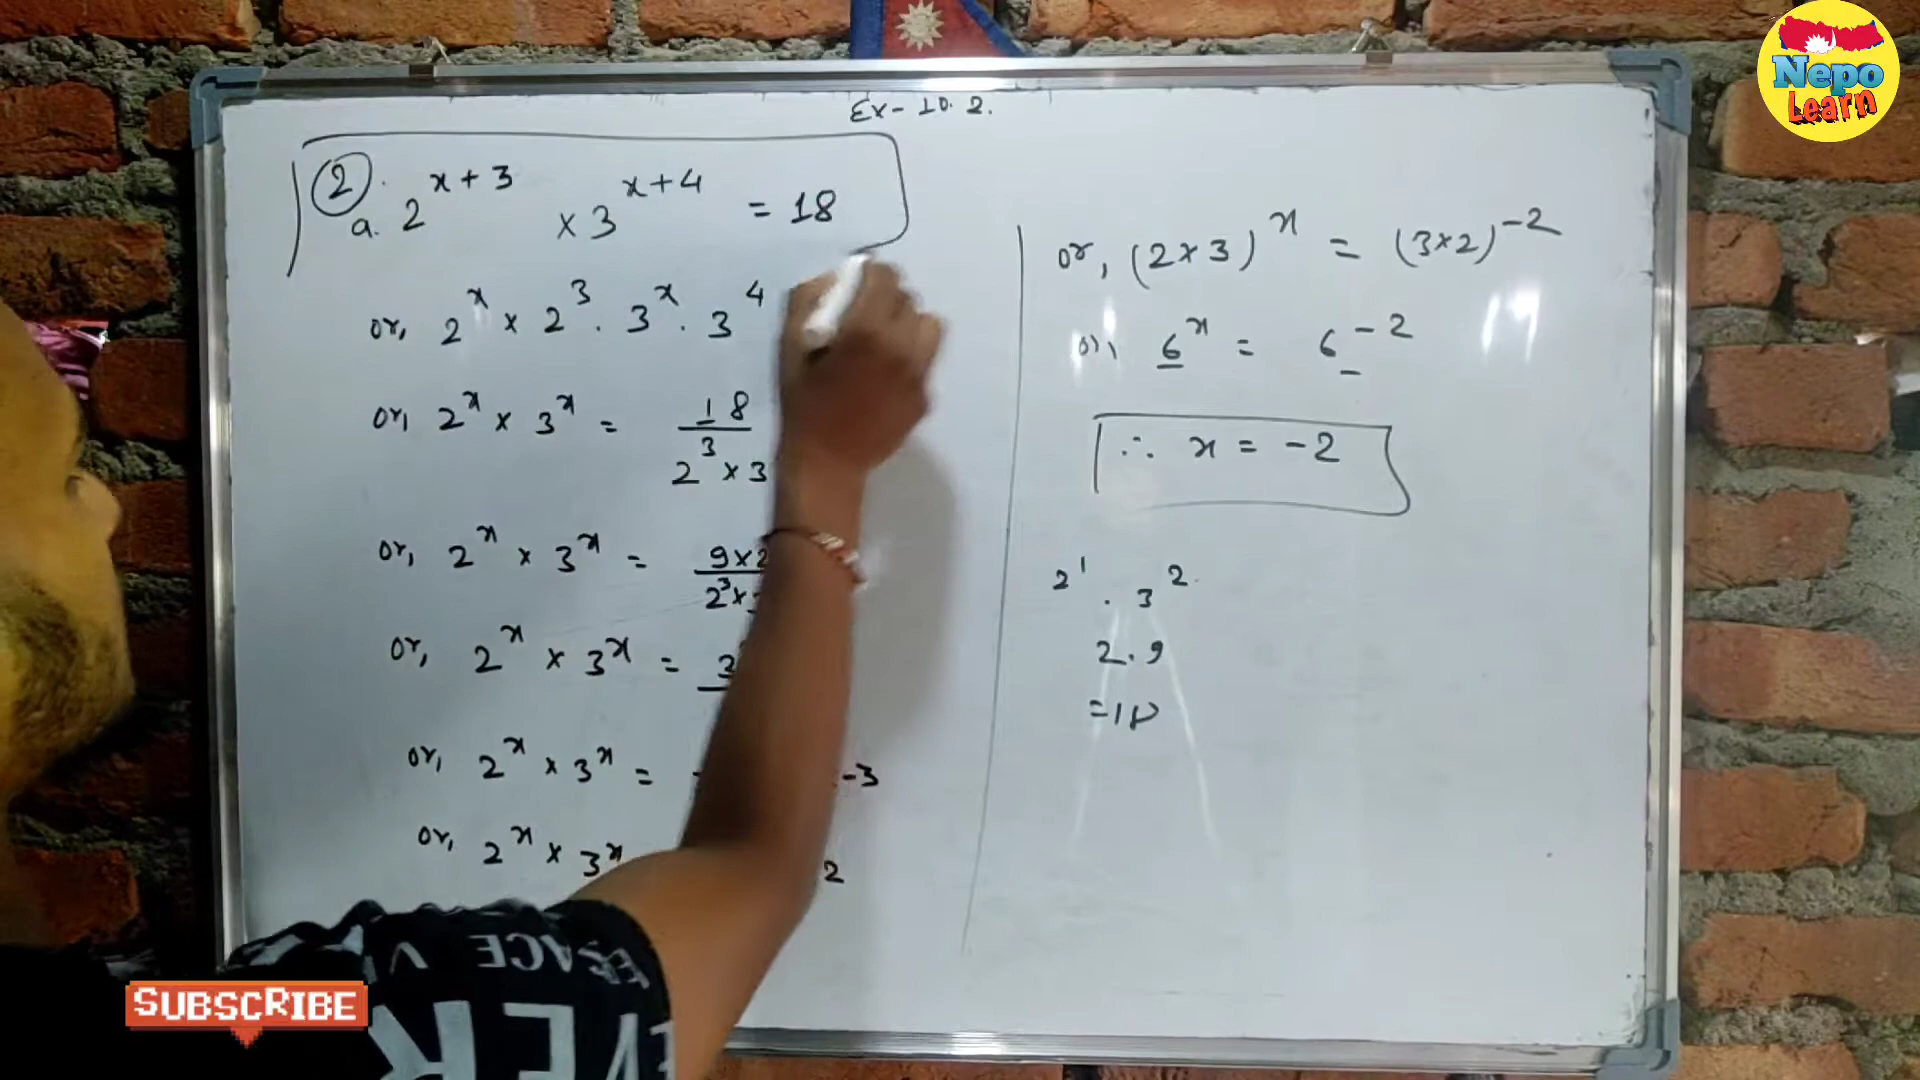 Ex- 10.2.
② . a. 2^{x+3} × 3^{x+4} = 18
or, 2^x × 2^3 . 3^x . 3^4
or, 2^x × 3^x = 18 / 2^3 × 3
or, 2^x × 3^x = 9×2 / 2^3 ×
or, 2^x × 3^x = 3
or, 2^x × 3^x = -3
or, 2^x × 3^x 2
or, (2×3)^x = (3×2)^{-2}
or, 6^x = 6^{-2}
∴ x = -2
2^1 . 3^2
2 . 9
= 18
Nepo
Learn
SUBSCRIBE